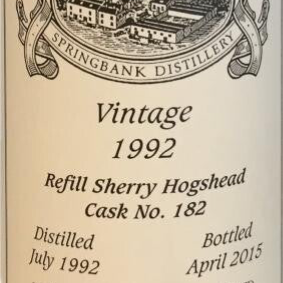 SPRINGBANK DISTILLERY
Vintage
1992
Refill Sherry Hogshead
Cask No. 182
Distilled Bottled
July 1992 April 2015